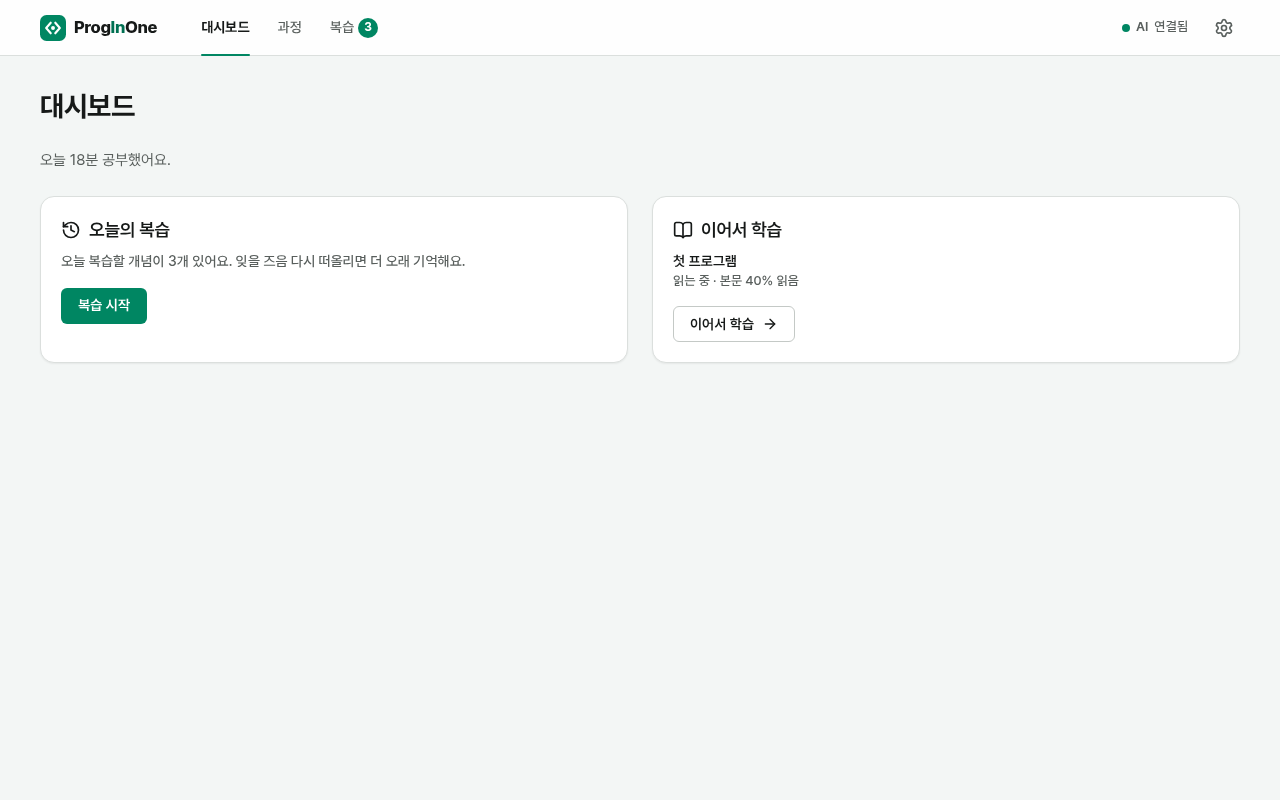 ProgInOne
대시보드
과정
복습 3
AI 연결됨
대시보드
오늘 18분 공부했어요.
오늘의 복습
오늘 복습할 개념이 3개 있어요. 잊을 즈음 다시 떠올리면 더 오래 기억해요.
복습 시작
이어서 학습
첫 프로그램
읽는 중 · 본문 40% 읽음
이어서 학습